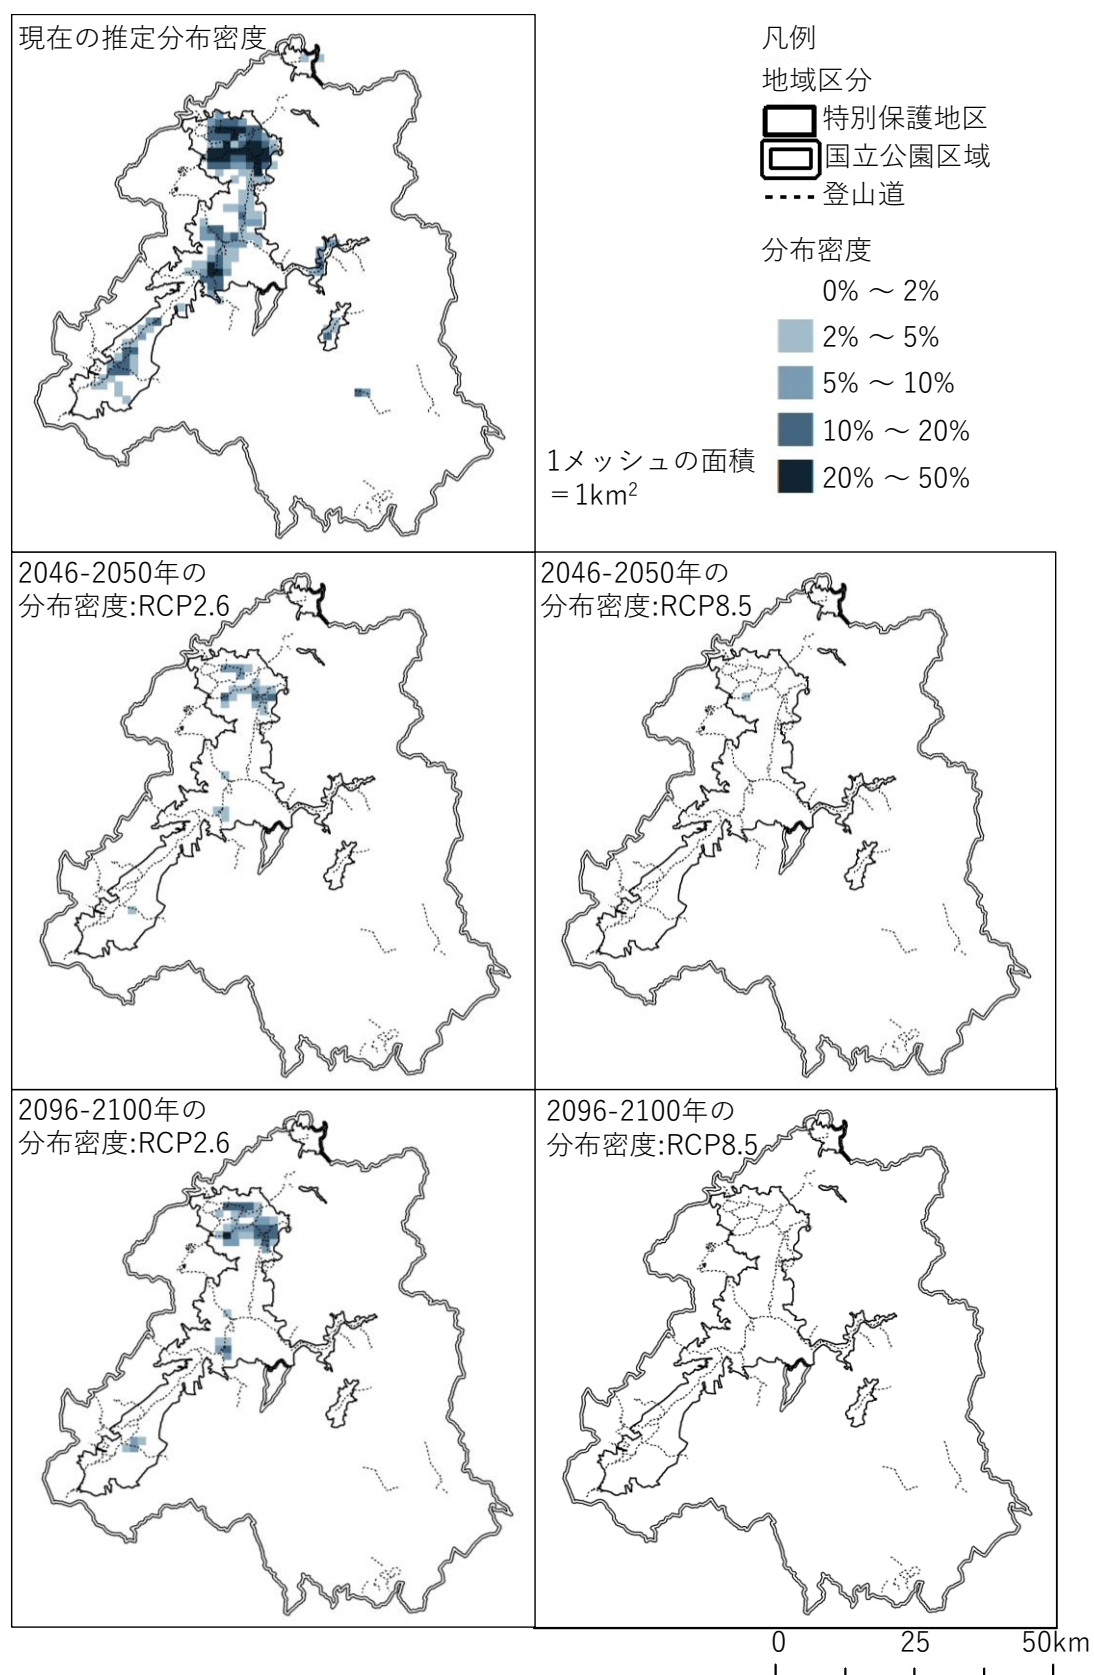 現在の推定分布密度
凡例
地域区分
特別保護地区
国立公園区域
登山道
分布密度
0% ～ 2%
2% ～ 5%
5% ～ 10%
10% ～ 20%
20% ～ 50%
1メッシュの面積
＝1km²
2046-2050年の
分布密度:RCP2.6
2046-2050年の
分布密度:RCP8.5
2096-2100年の
分布密度:RCP2.6
2096-2100年の
分布密度:RCP8.5
0 25 50km